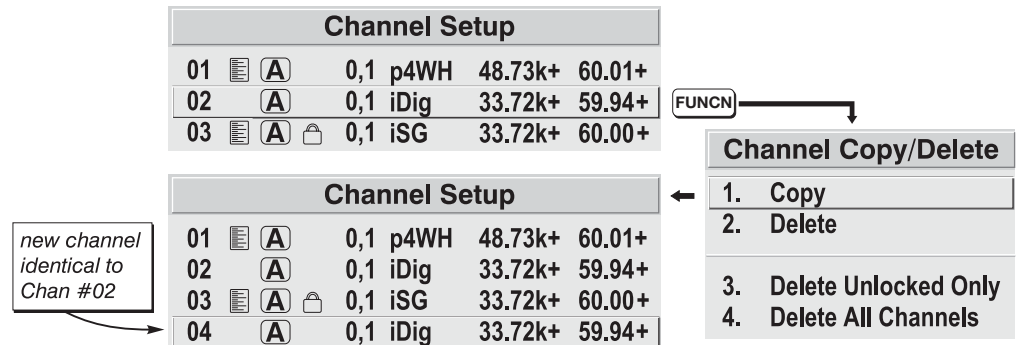 Channel Setup
01 A 0,1 p4WH 48.73k+ 60.01+
02 A 0,1 iDig 33.72k+ 59.94+
03 A 0,1 iSG 33.72k+ 60.00+
FUNCN
Channel Copy/Delete
1. Copy
2. Delete
3. Delete Unlocked Only
4. Delete All Channels
Channel Setup
01 A 0,1 p4WH 48.73k+ 60.01+
02 A 0,1 iDig 33.72k+ 59.94+
03 A 0,1 iSG 33.72k+ 60.00+
04 A 0,1 iDig 33.72k+ 59.94+
new channel
identical to
Chan #02